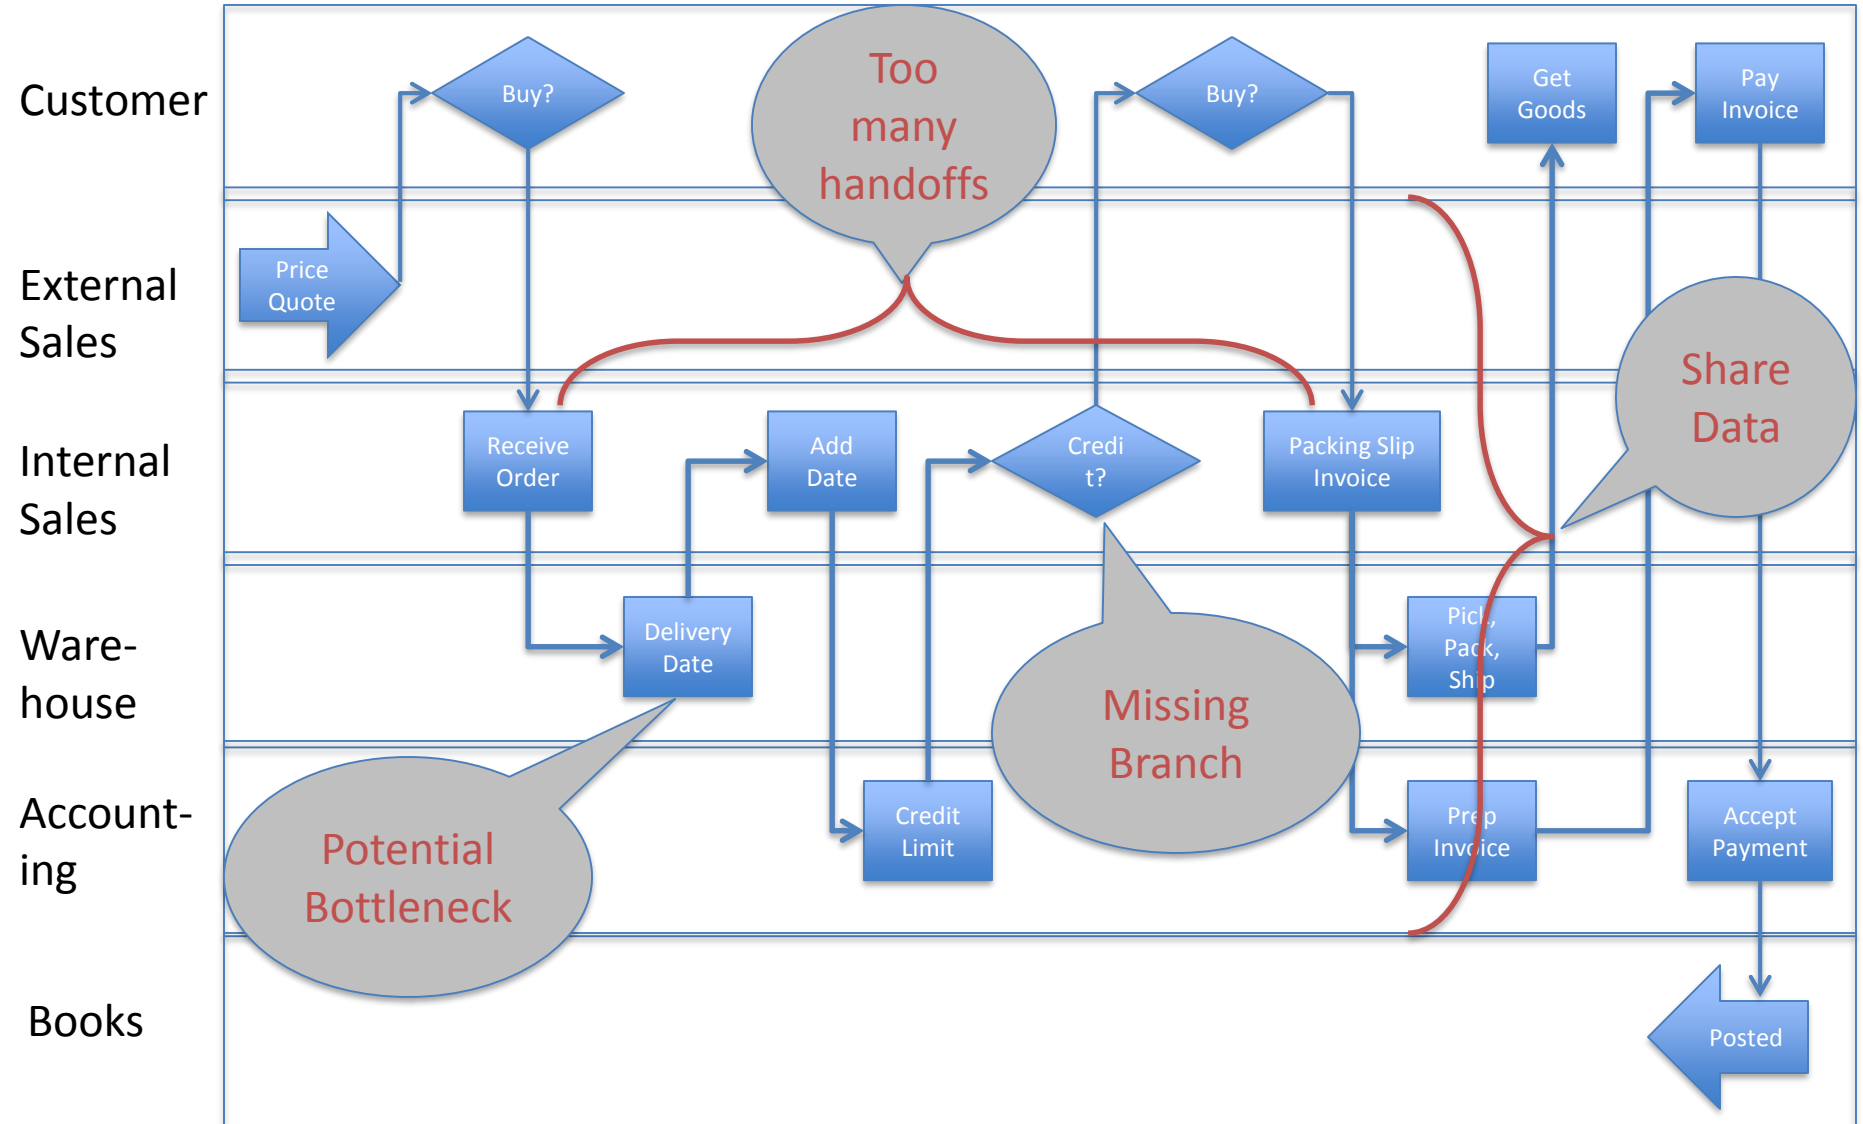 Customer
Buy?
Too
many
handoffs
Buy?
Get
Goods
Pay
Invoice
External
Sales
Price
Quote
Share
Data
Internal
Sales
Receive
Order
Add
Date
Credi
t?
Packing Slip
Invoice
Ware-
house
Delivery
Date
Missing
Branch
Pick,
Pack,
Ship
Account-
ing
Potential
Bottleneck
Credit
Limit
Prep
Invoice
Accept
Payment
Books
Posted